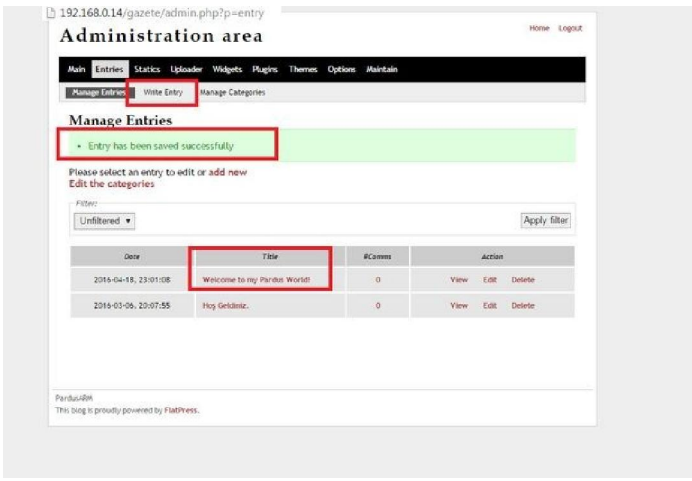 192.168.0.14/gazete/admin.php?p=entry
Administration area
Home Logout
Main Entries Statics Uploader Widgets Plugins Themes Options Maintain
Manage Entries Write Entry Manage Categories
Manage Entries
• Entry has been saved successfully
Please select an entry to edit or add new
Edit the categories
Filter:
Unfiltered
Apply filter
Date Title #Comms Action
2016-04-18, 23:01:08 Welcome to my Pardus World! 0 View Edit Delete
2016-03-06, 20:07:55 Hoş Geldiniz. 0 View Edit Delete
PardusARM
This blog is proudly powered by FlatPress.